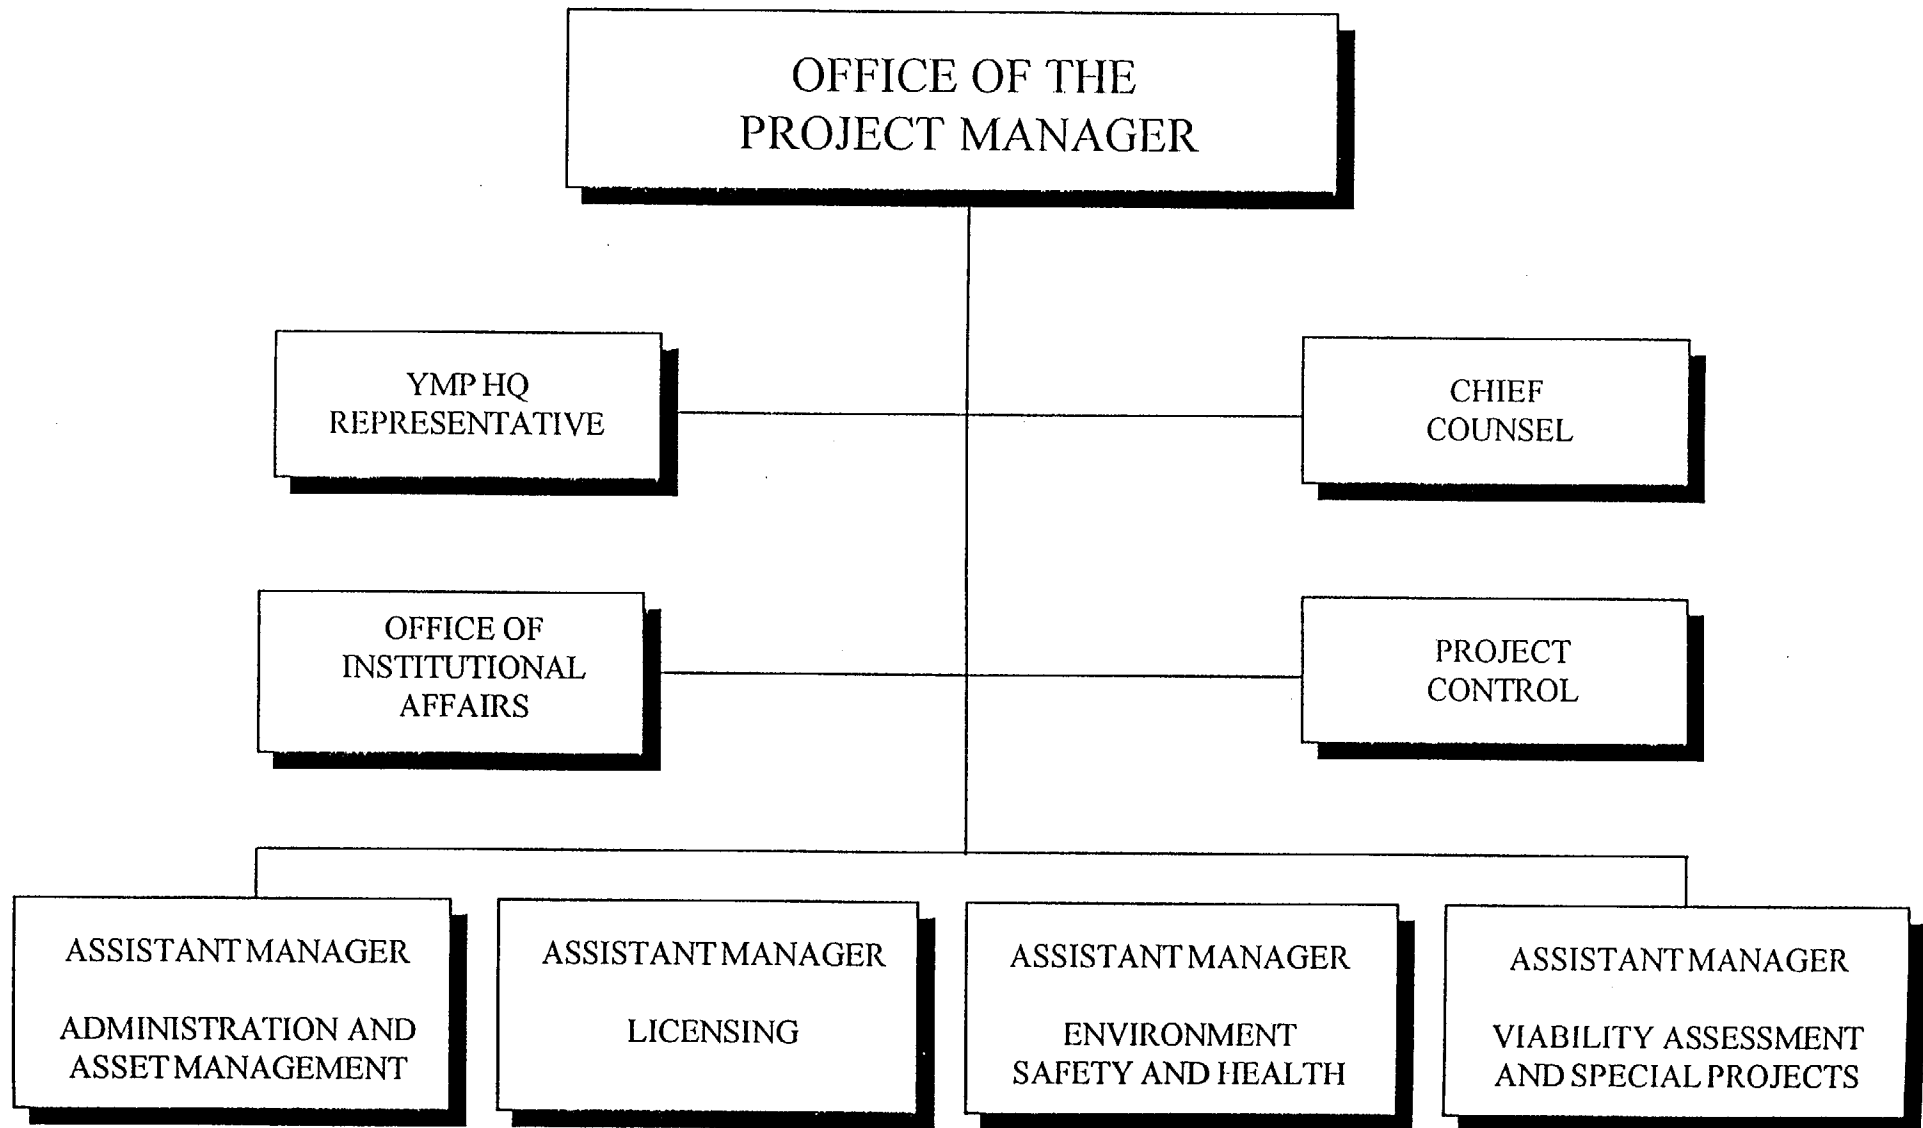 OFFICE OF THE
PROJECT MANAGER
YMP HQ
REPRESENTATIVE
CHIEF
COUNSEL
OFFICE OF
INSTITUTIONAL
AFFAIRS
PROJECT
CONTROL
ASSISTANT MANAGER
ADMINISTRATION AND
ASSET MANAGEMENT
ASSISTANT MANAGER
LICENSING
ASSISTANT MANAGER
ENVIRONMENT
SAFETY AND HEALTH
ASSISTANT MANAGER
VIABILITY ASSESSMENT
AND SPECIAL PROJECTS